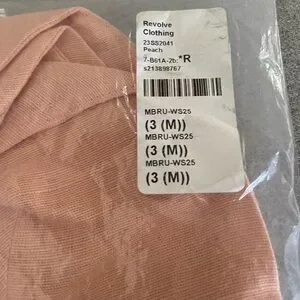 Revolve
Clothing
23SS2041
Peach
7-B61A-2b:*R
s213898767
MBRU-WS25
(3 (M))
MBRU-WS25
(3 (M))
MBRU-WS25
(3 (M))